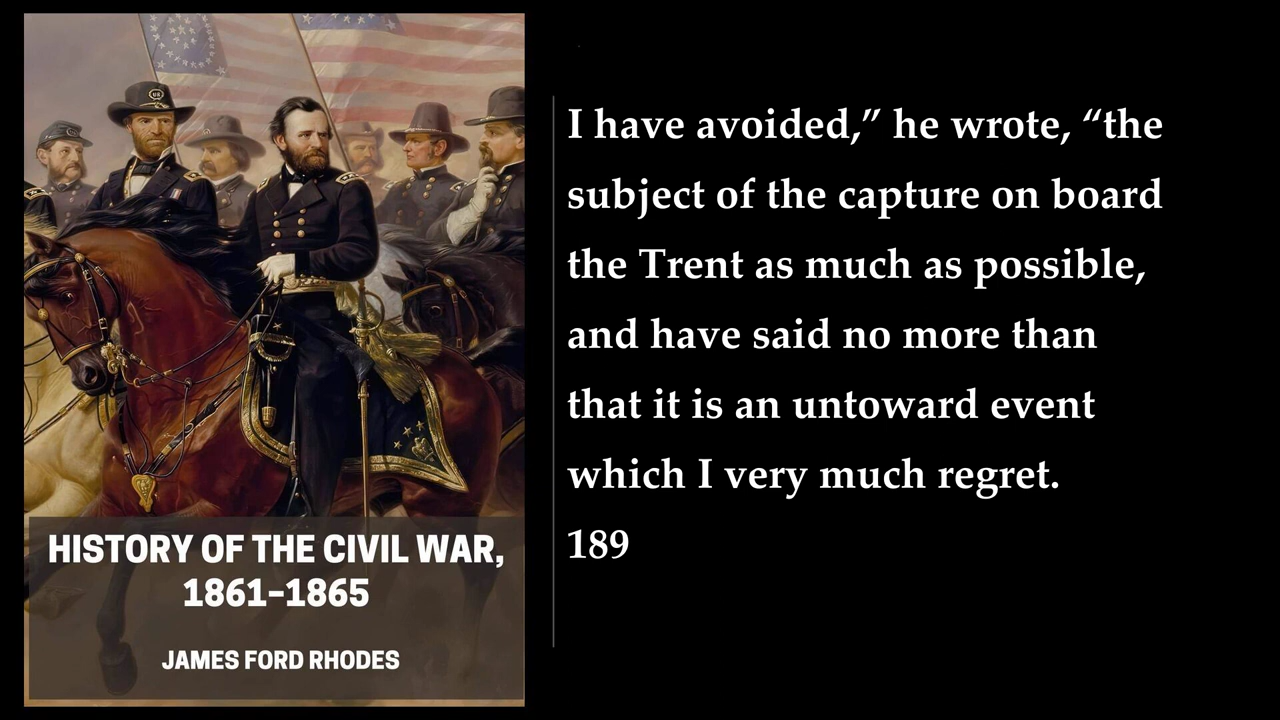 HISTORY OF THE CIVIL WAR,
1861–1865
JAMES FORD RHODES
I have avoided,” he wrote, “the
subject of the capture on board
the Trent as much as possible,
and have said no more than
that it is an untoward event
which I very much regret.
189